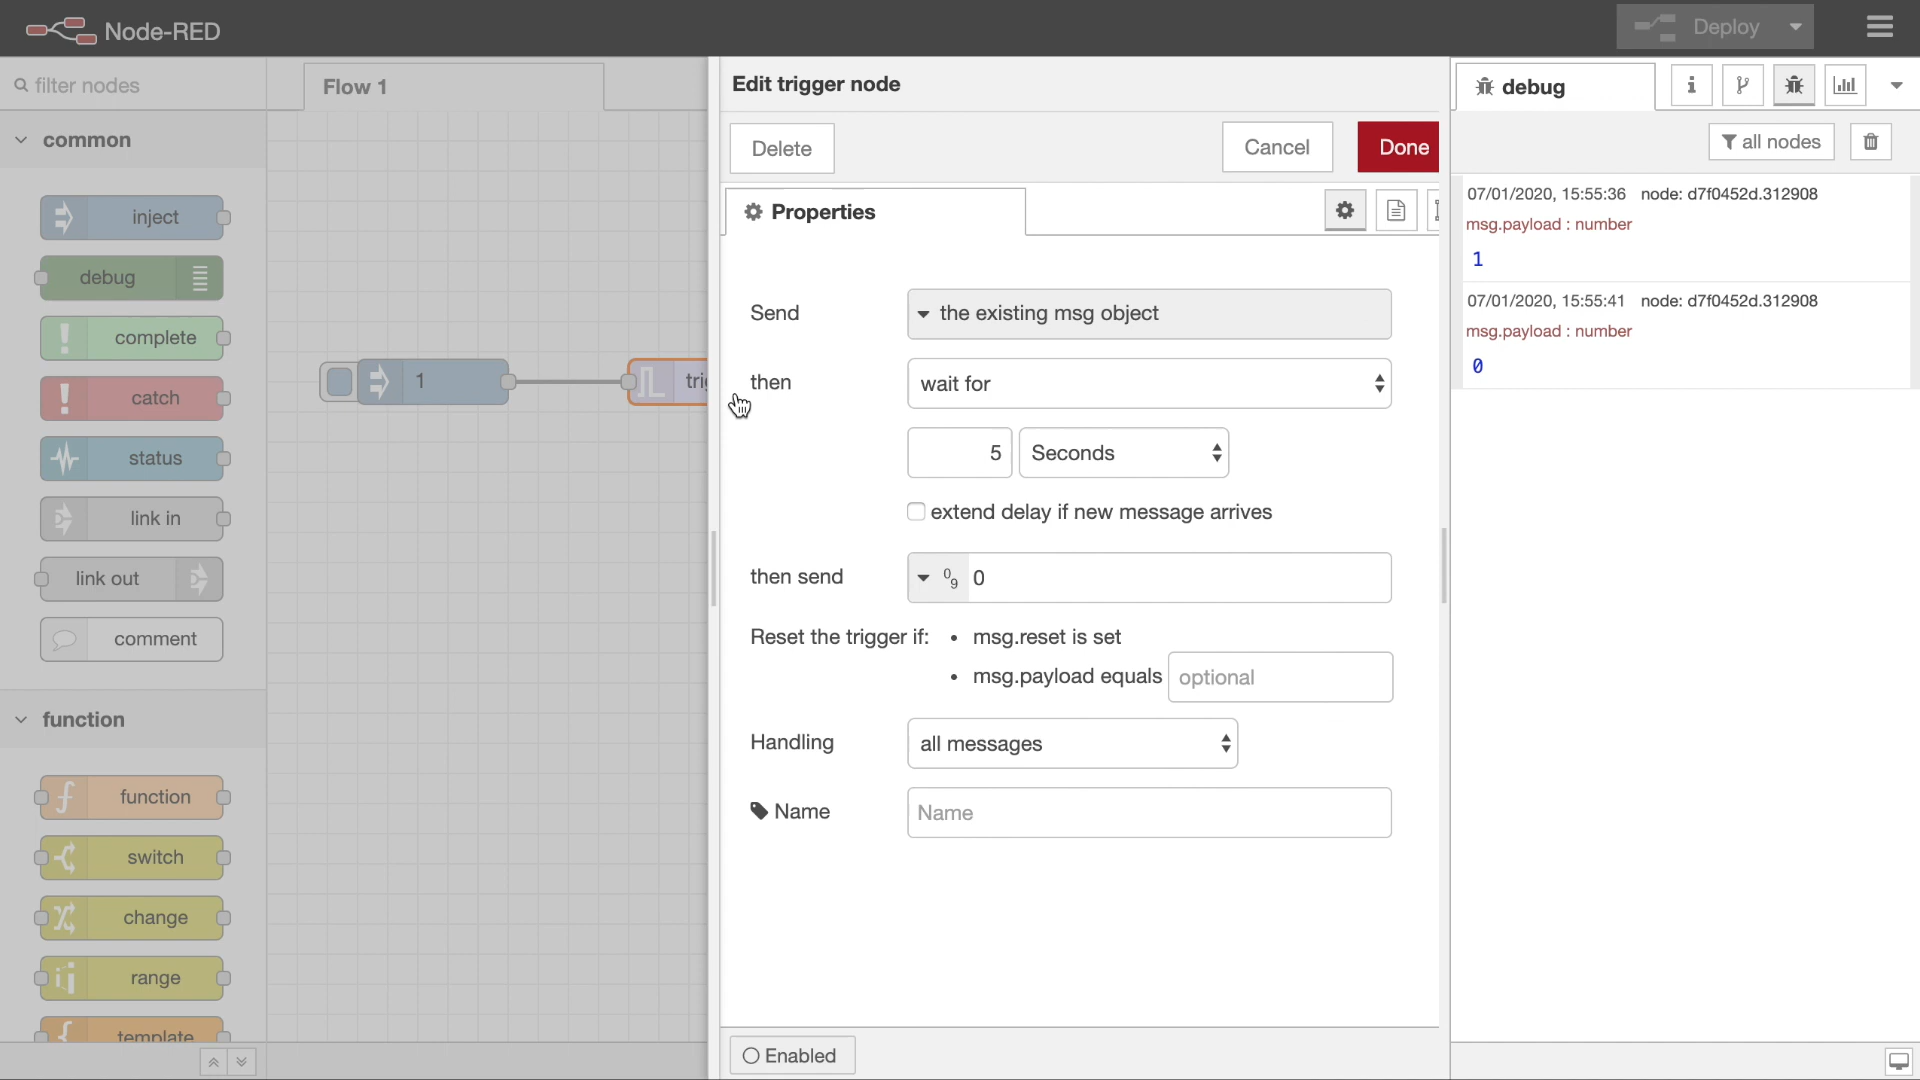 Node-RED
Deploy
filter nodes
Flow 1
common
inject
debug
complete
catch
status
link in
link out
comment
function
function
switch
change
range
template
1
Edit trigger node
Delete
Cancel
Done
Properties
Send
the existing msg object
then
wait for
5
Seconds
extend delay if new message arrives
then send
0
9
0
Reset the trigger if:
• msg.reset is set
• msg.payload equals
optional
Handling
all messages
Name
Name
Enabled
debug
all nodes
07/01/2020, 15:55:36 node: d7f0452d.312908
msg.payload : number
1
07/01/2020, 15:55:41 node: d7f0452d.312908
msg.payload : number
0